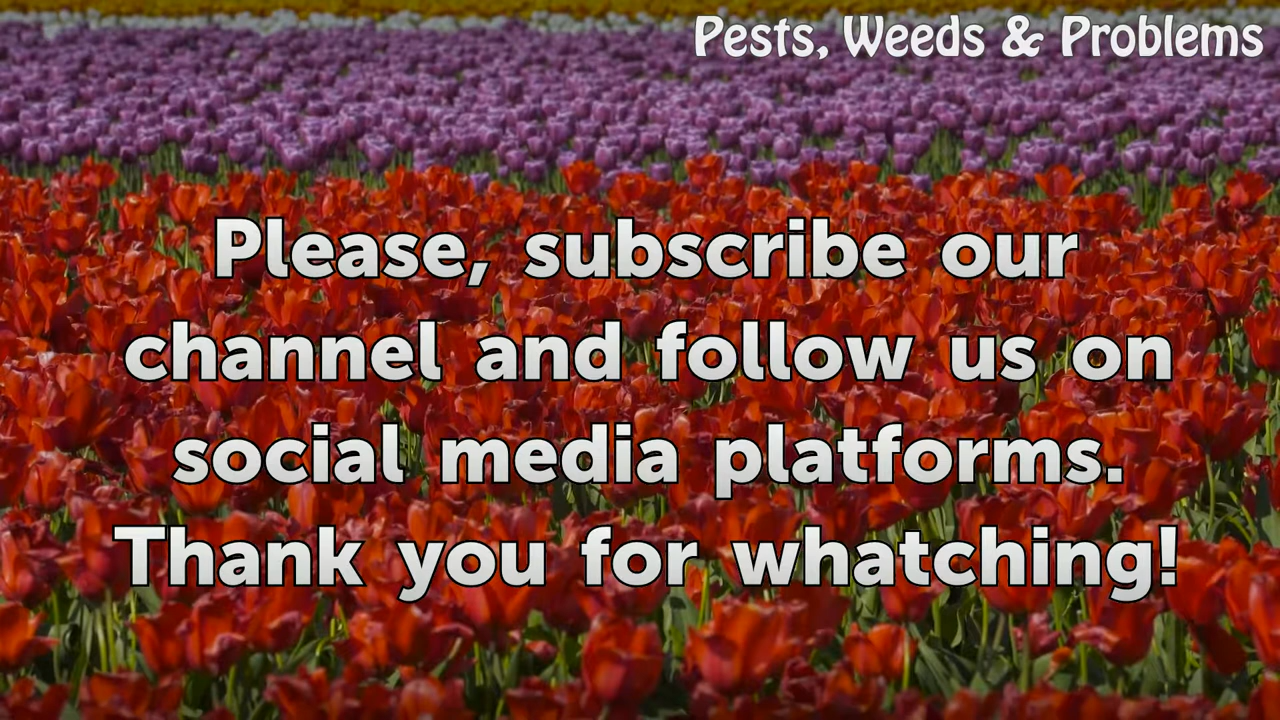 Pests, Weeds & Problems
Please, subscribe our
channel and follow us on
social media platforms.
Thank you for whatching!